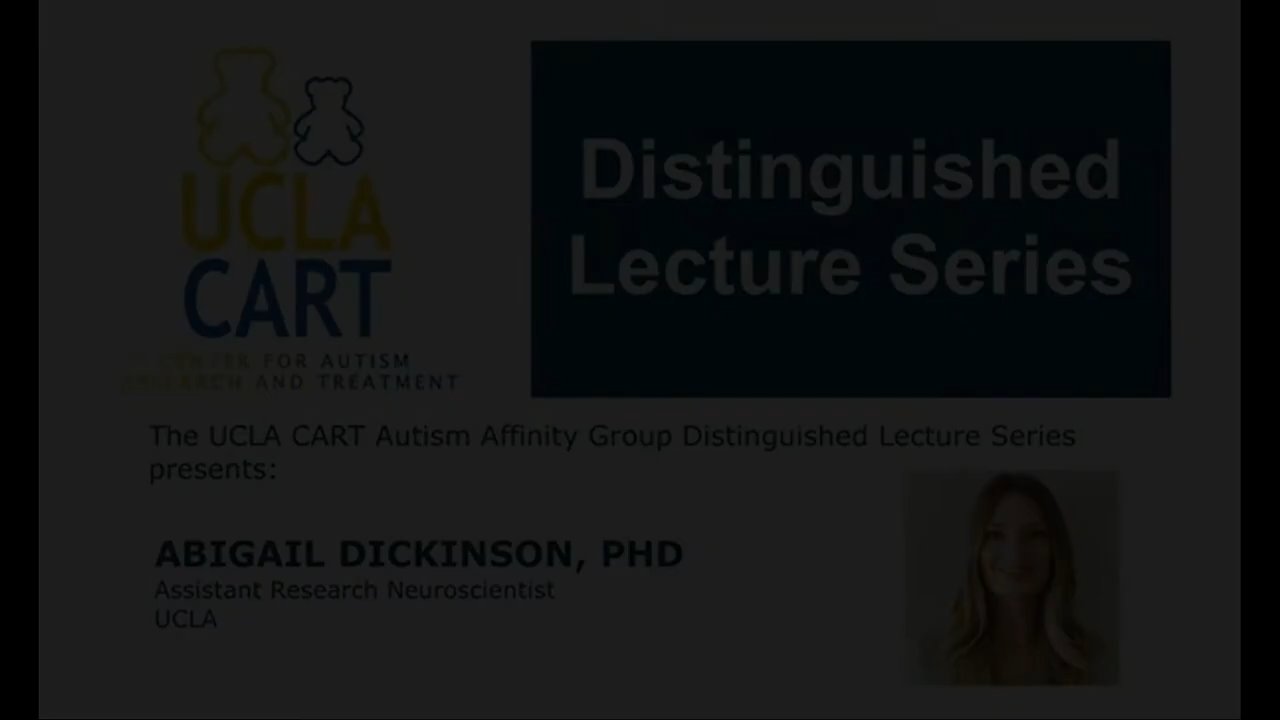 UCLA
CART
CENTER FOR AUTISM
RESEARCH AND TREATMENT
Distinguished
Lecture Series
The UCLA CART Autism Affinity Group Distinguished Lecture Series
presents:
ABIGAIL DICKINSON, PHD
Assistant Research Neuroscientist
UCLA